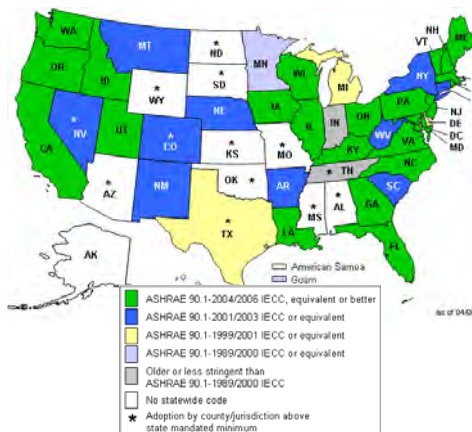 WA
MT
ND
MN
VT
NH
ME
OR
ID
SD
WI
NY
WY
MI
NV
NE
IA
PA
NJ
CA
UT
CO
IL
IN
OH
WV
VA
DE
DC
MD
KS
MO
KY
NC
AZ
NM
OK
AR
TN
SC
TX
MS
AL
GA
LA
FL
AK
American Samoa
Guam
as of 04/0
ASHRAE 90.1-2004/2006 IECC, equivalent or better
ASHRAE 90.1-2001/2003 IECC or equivalent
ASHRAE 90.1-1999/2001 IECC or equivalent
ASHRAE 90.1-1989/2000 IECC or equivalent
Older or less stringent than
ASHRAE 90.1-1989/2000 IECC
No statewide code
* Adoption by county/jurisdiction above
state mandated minimum